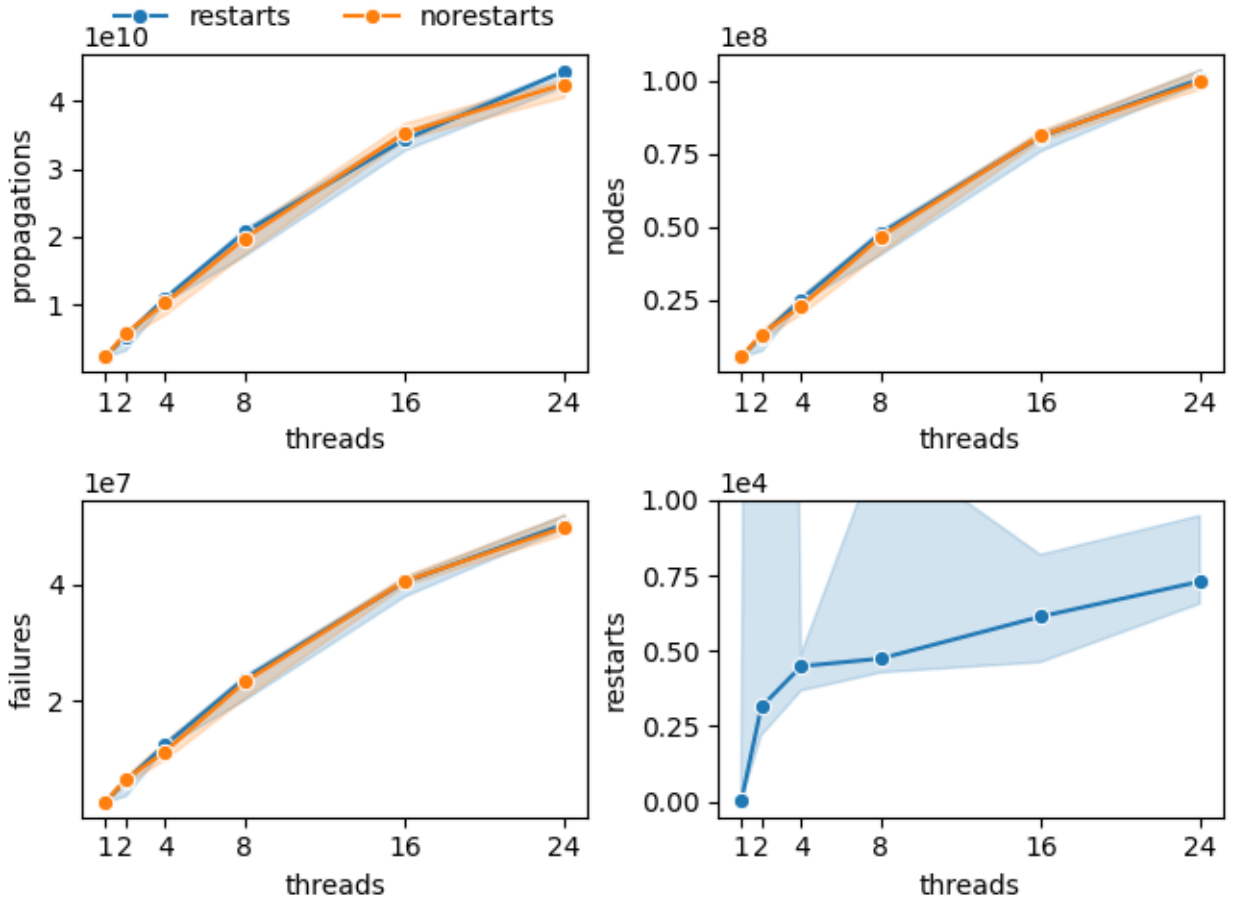 restarts norestarts
1e10
4
3
2
1
propagations
1 2 4 8 16 24
threads
1e8
1.00
0.75
0.50
0.25
nodes
1 2 4 8 16 24
threads
1e7
4
2
failures
1 2 4 8 16 24
threads
1e4
1.00
0.75
0.50
0.25
0.00
restarts
1 2 4 8 16 24
threads